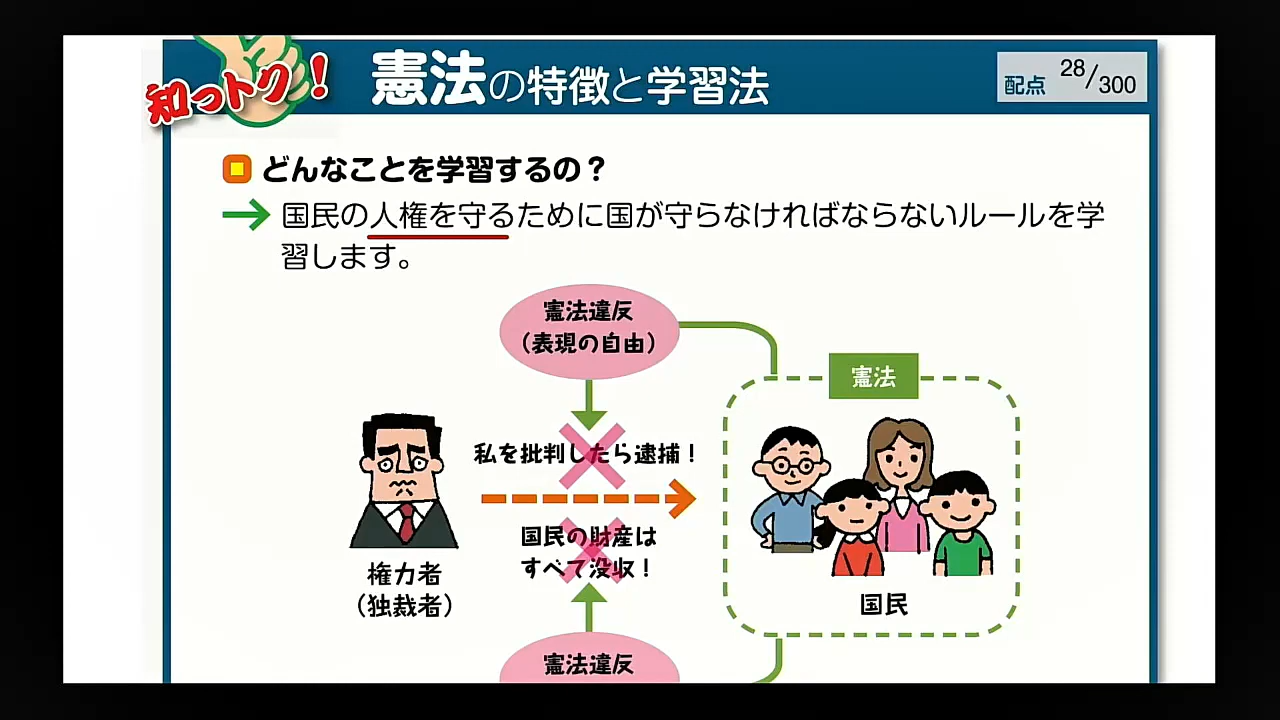 知っトク!
憲法の特徴と学習法
配点 28/300
どんなことを学習するの?
国民の人権を守るために国が守らなければならないルールを学
習します。
憲法違反
(表現の自由)
憲法
私を批判したら逮捕!
国民の財産は
すべて没収!
権力者
(独裁者)
国民
憲法違反